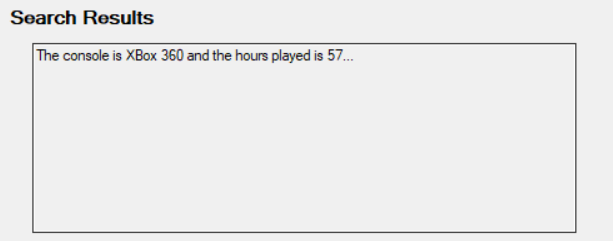 Search Results
The console is XBox 360 and the hours played is 57...